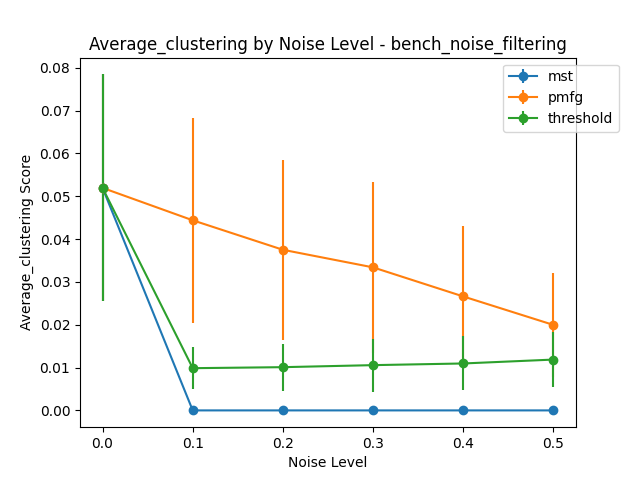 Average_clustering by Noise Level - bench_noise_filtering
mst
pmfg
threshold
Average_clustering Score
0.08
0.07
0.06
0.05
0.04
0.03
0.02
0.01
0.00
0.0 0.1 0.2 0.3 0.4 0.5
Noise Level